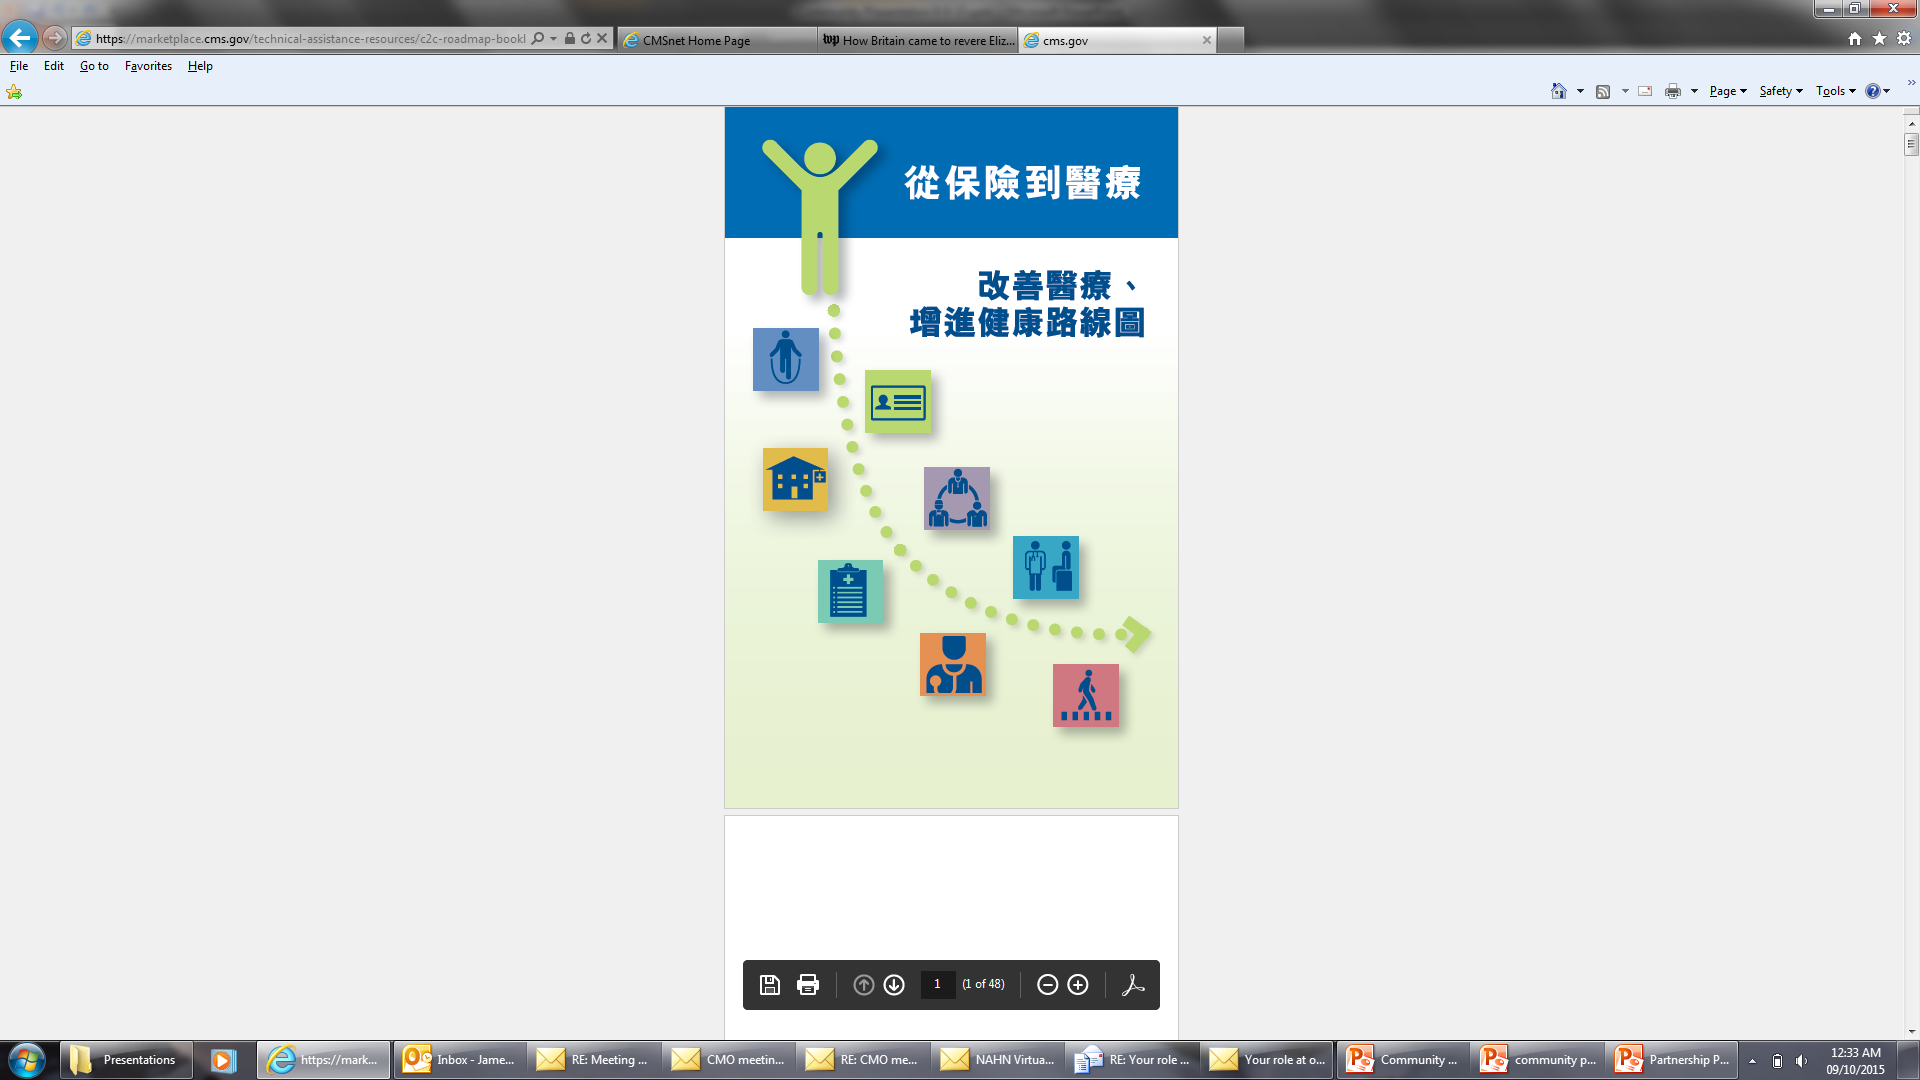 https://marketplace.cms.gov/technical-assistance-resources/c2c-roadmap-bookl
CMSnet Home Page
How Britain came to revere Eliz...
cms.gov
File Edit Go to Favorites Help
Page Safety Tools
從保險到醫療
改善醫療、
增進健康路線圖
1 (1 of 48)
Presentations
https://mark...
Inbox - Jame...
RE: Meeting ...
CMO meetin...
RE: CMO me...
NAHN Virtua...
RE: Your role ...
Your role at o...
Community ...
community p...
Partnership P...
12:33 AM
09/10/2015